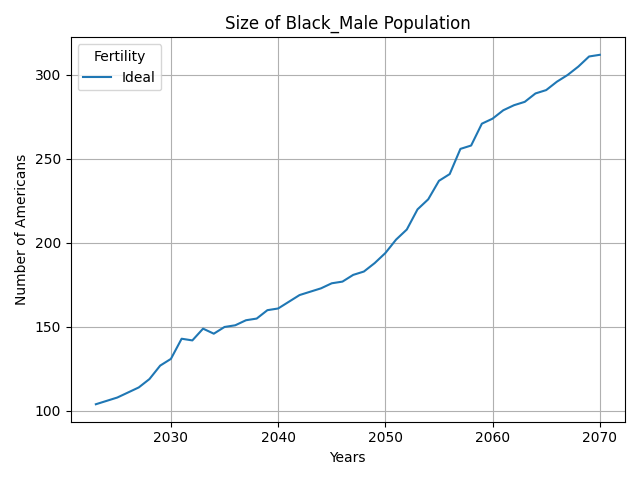 Size of Black_Male Population
Fertility
Ideal
Number of Americans
300
250
200
150
100
2030 2040 2050 2060 2070
Years